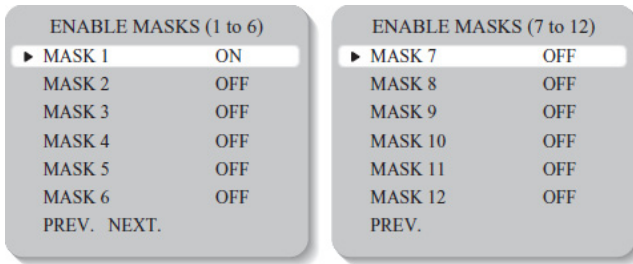 ENABLE MASKS (1 to 6)
MASK 1 ON
MASK 2 OFF
MASK 3 OFF
MASK 4 OFF
MASK 5 OFF
MASK 6 OFF
PREV. NEXT.
ENABLE MASKS (7 to 12)
MASK 7 OFF
MASK 8 OFF
MASK 9 OFF
MASK 10 OFF
MASK 11 OFF
MASK 12 OFF
PREV.